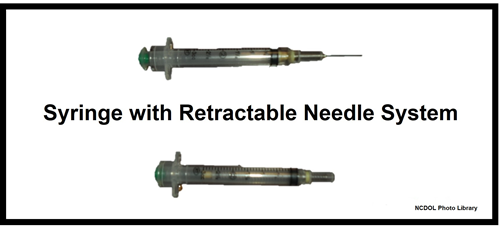 Syringe with Retractable Needle System
NCDOL Photo Library